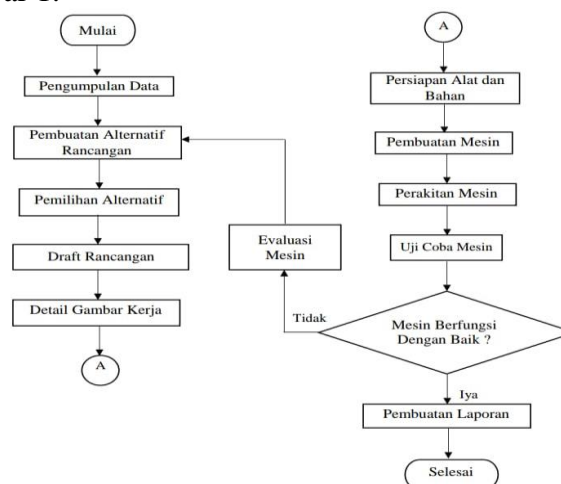 Mulai
Pengumpulan Data
Pembuatan Alternatif
Rancangan
Pemilihan Alternatif
Draft Rancangan
Detail Gambar Kerja
A
Evaluasi
Mesin
A
Persiapan Alat dan
Bahan
Pembuatan Mesin
Perakitan Mesin
Uji Coba Mesin
Mesin Berfungsi
Dengan Baik ?
Tidak
Iya
Pembuatan Laporan
Selesai